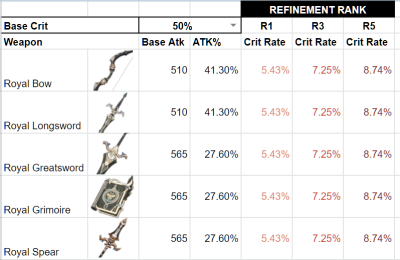 REFINEMENT RANK
Base Crit 50% R1 R3 R5
Weapon Base Atk ATK% Crit Rate Crit Rate Crit Rate
Royal Bow 510 41.30% 5.43% 7.25% 8.74%
Royal Longsword 510 41.30% 5.43% 7.25% 8.74%
Royal Greatsword 565 27.60% 5.43% 7.25% 8.74%
Royal Grimoire 565 27.60% 5.43% 7.25% 8.74%
Royal Spear 565 27.60% 5.43% 7.25% 8.74%